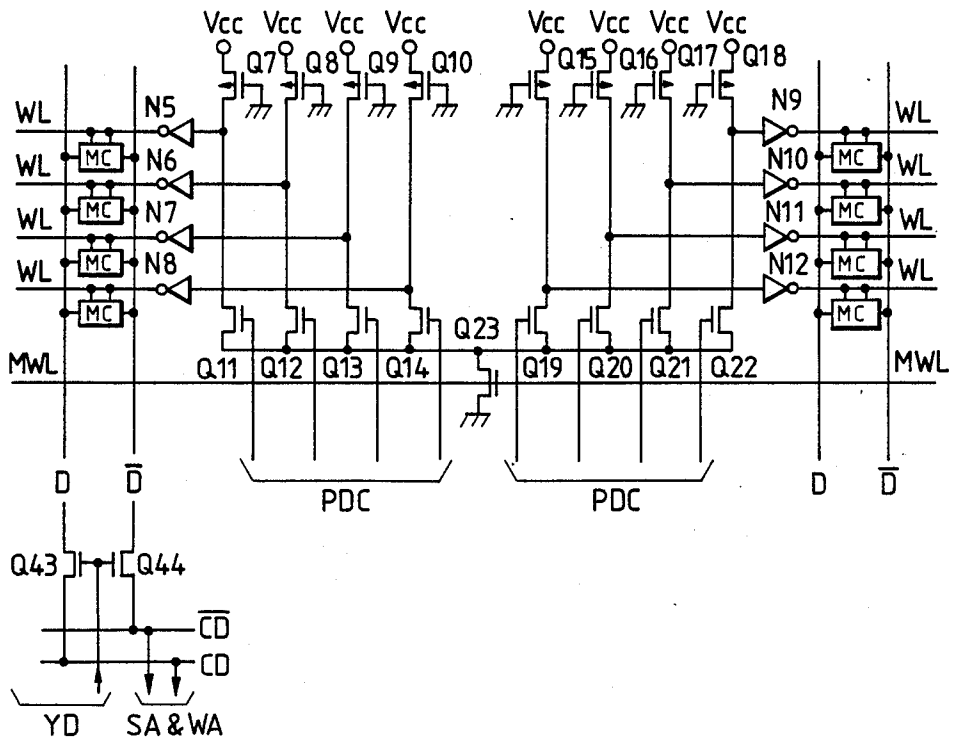 Vcc Vcc Vcc Vcc Vcc Vcc Vcc Vcc
Q7 Q8 Q9 Q10 Q15 Q16 Q17 Q18
WL N5 N9 WL
MC MC
WL N6 N10 WL
MC MC
WL N7 N11 WL
MC MC
WL N8 N12 WL
MC MC
Q23
MWL Q11 Q12 Q13 Q14 Q19 Q20 Q21 Q22 MWL
D D̅ D D̅
PDC PDC
Q43 Q44
C̅D̅
CD
YD SA & WA